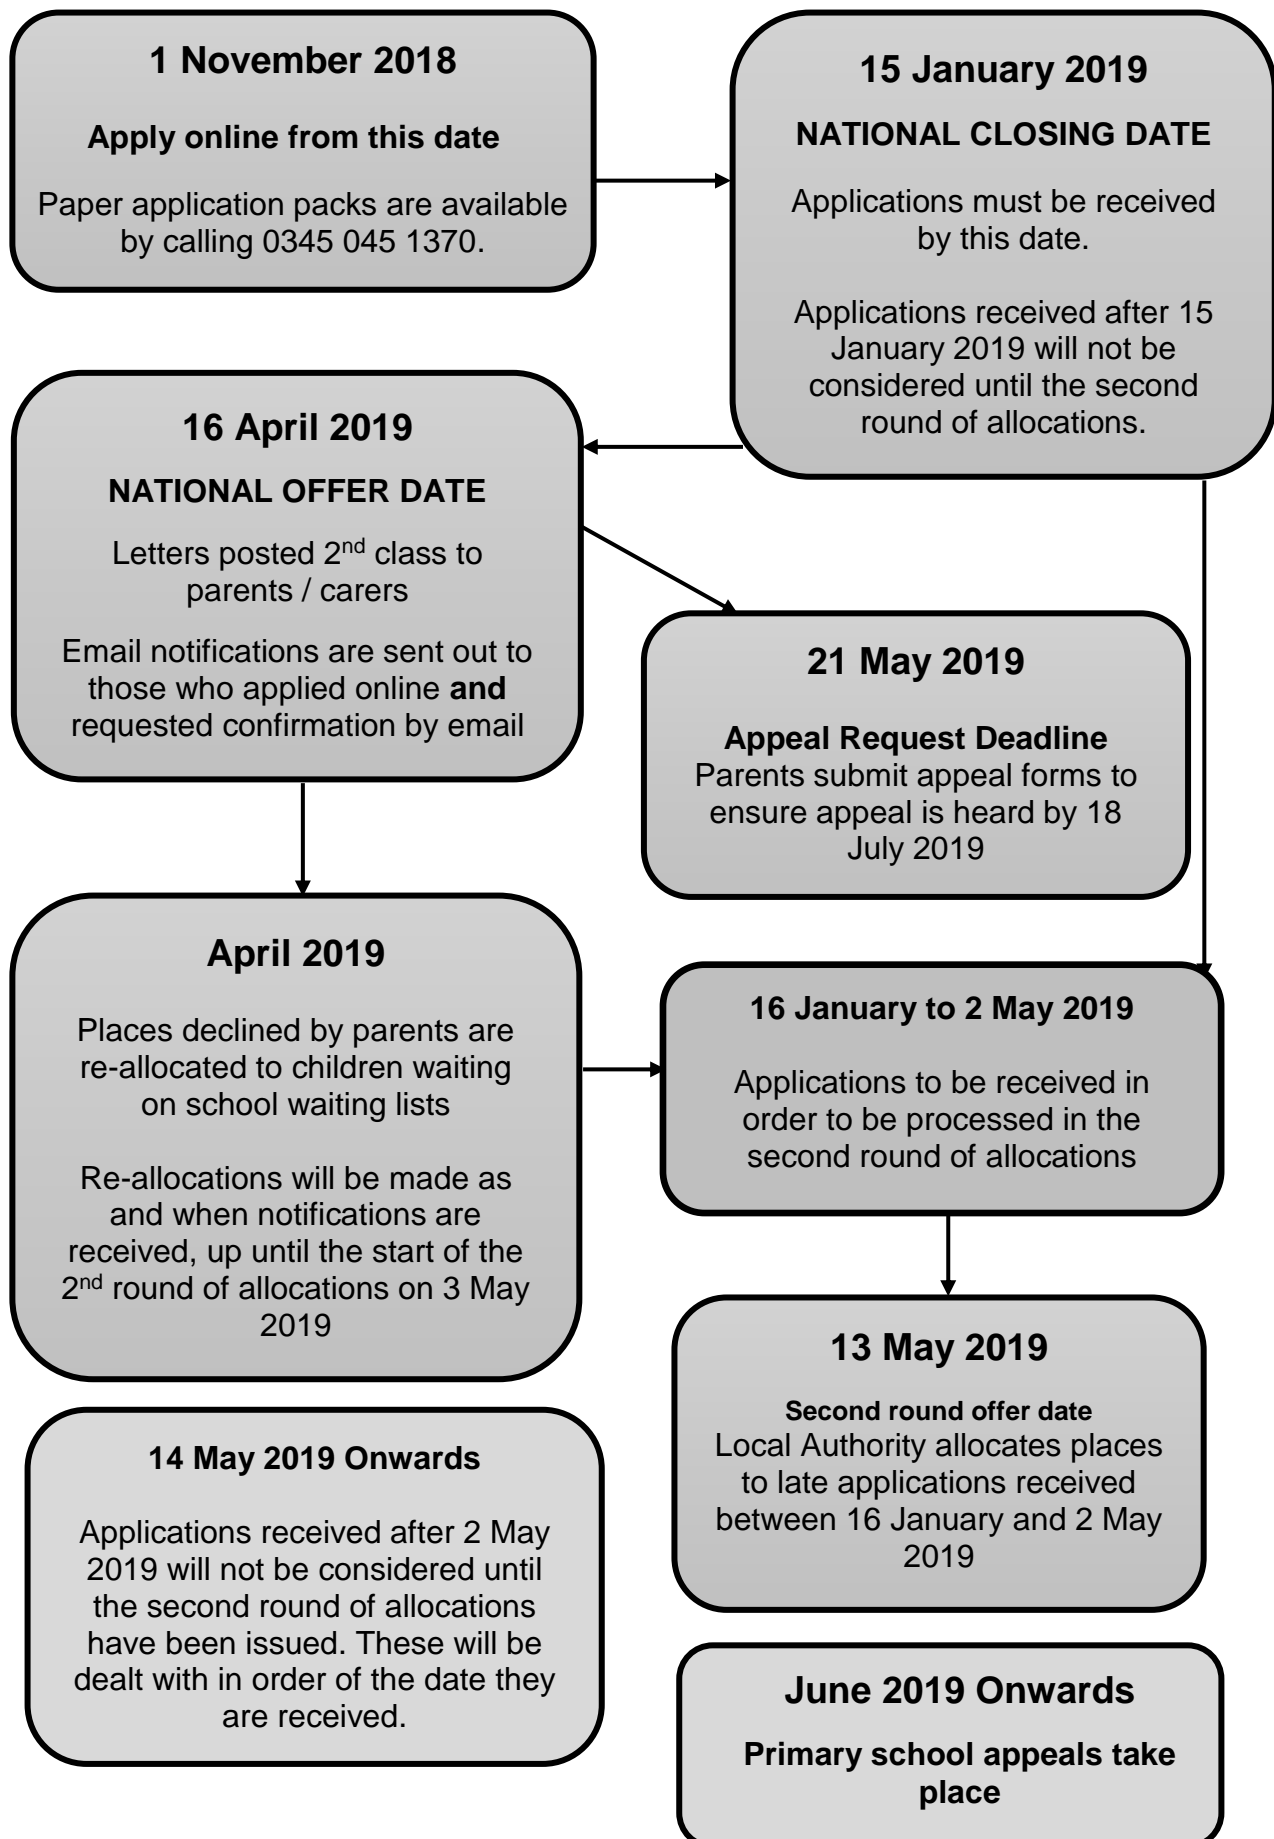 1 November 2018
Apply online from this date
Paper application packs are available
by calling 0345 045 1370.
15 January 2019
NATIONAL CLOSING DATE
Applications must be received
by this date.
Applications received after 15
January 2019 will not be
considered until the second
round of allocations.
16 April 2019
NATIONAL OFFER DATE
Letters posted 2nd class to
parents / carers
Email notifications are sent out to
those who applied online and
requested confirmation by email
21 May 2019
Appeal Request Deadline
Parents submit appeal forms to
ensure appeal is heard by 18
July 2019
April 2019
Places declined by parents are
re-allocated to children waiting
on school waiting lists
Re-allocations will be made as
and when notifications are
received, up until the start of the
2nd round of allocations on 3 May
2019
16 January to 2 May 2019
Applications to be received in
order to be processed in the
second round of allocations
13 May 2019
Second round offer date
Local Authority allocates places
to late applications received
between 16 January and 2 May
2019
14 May 2019 Onwards
Applications received after 2 May
2019 will not be considered until
the second round of allocations
have been issued. These will be
dealt with in order of the date they
are received.
June 2019 Onwards
Primary school appeals take
place